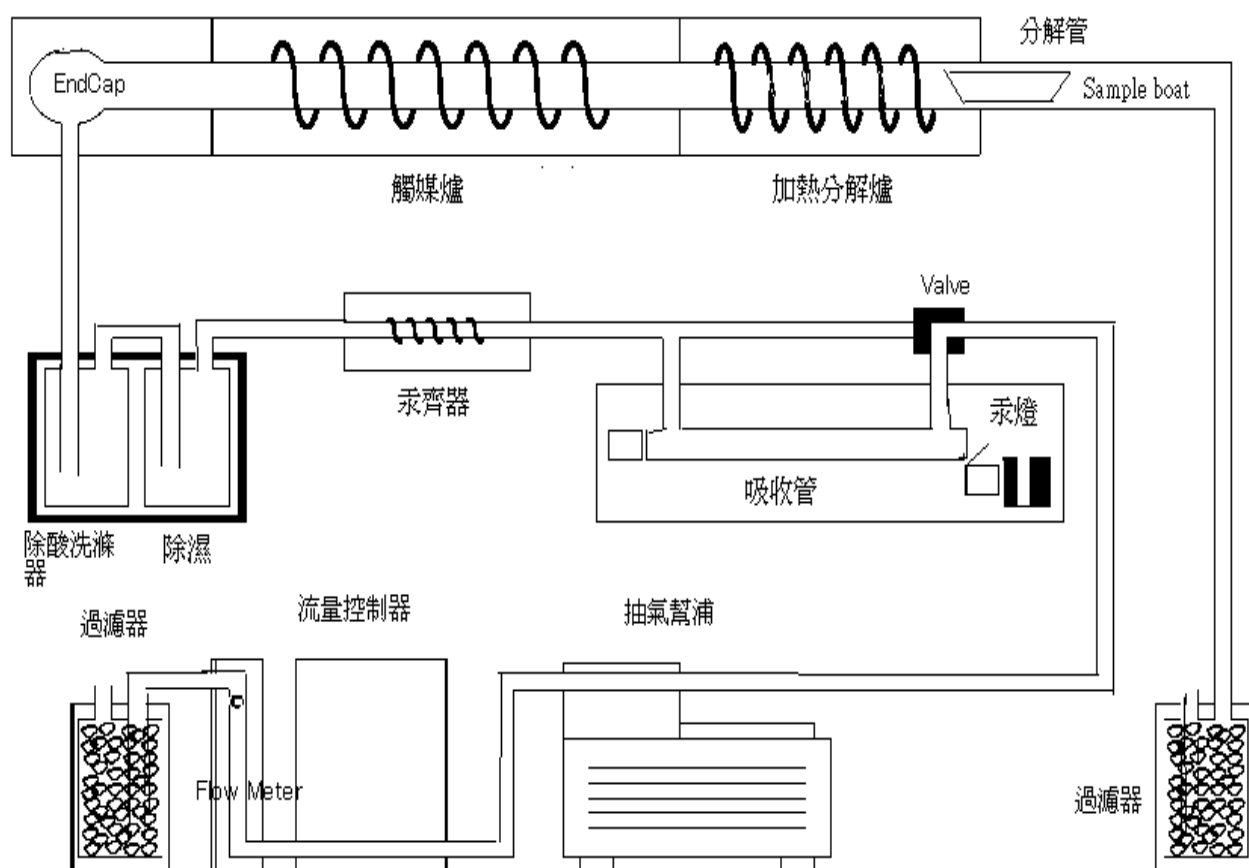 分解管
EndCap
Sample boat
觸媒爐
加熱分解爐
Valve
汞齊器
汞燈
吸收管
除酸洗滌
器
除濕
過濾器
流量控制器
抽氣幫浦
Flow Meter
過濾器